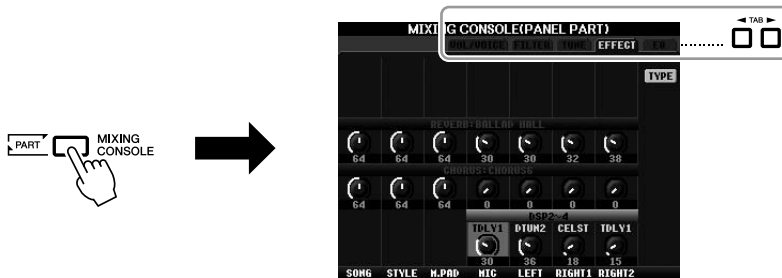 PART
MIXING
CONSOLE
MIXING CONSOLE(PANEL PART)
VOL/VOICE FILTER TUNE EFFECT EQ
◄ TAB ►
TYPE
REVERB:BALLAD HALL
64 64 64 30 30 32 38
CHORUS:CHORUS6
64 64 64 0 0 0 0
DSP2~4
TDLY1 DTUN2 CELST TDLY1
30 36 18 15
SONG STYLE M.PAD MIC LEFT RIGHT1 RIGHT2